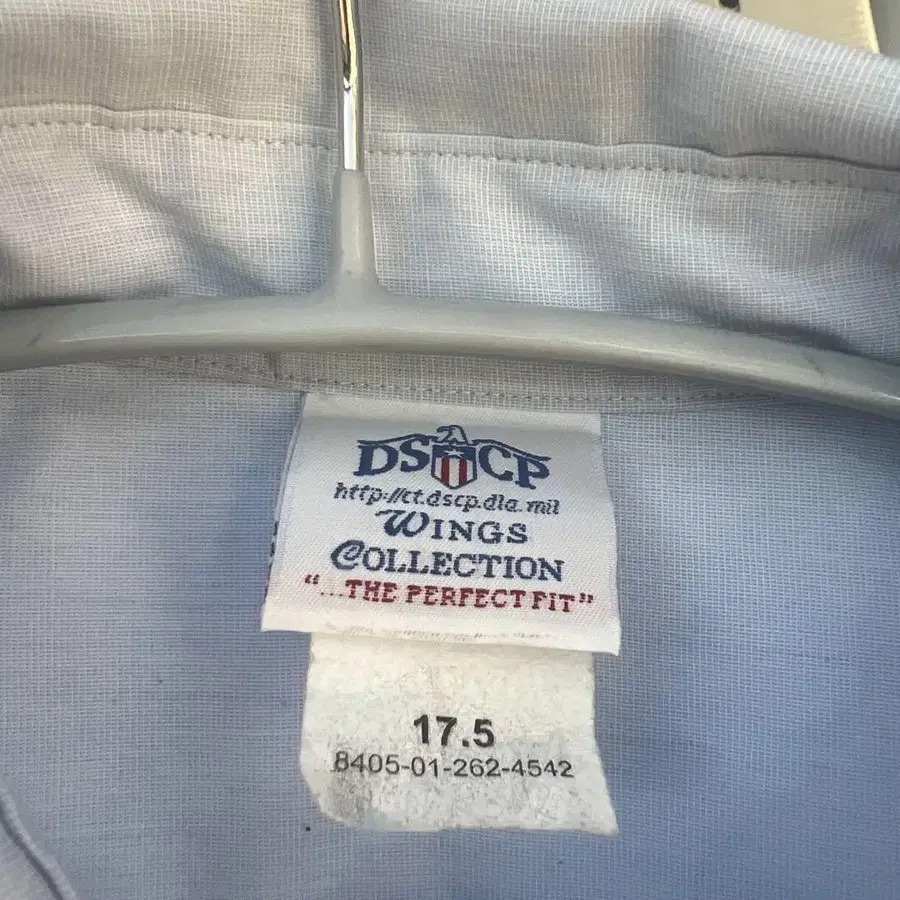 DSCP
http://ct.dscp.dla.mil
WINGS
COLLECTION
"...THE PERFECT FIT"
17.5
8405-01-262-4542